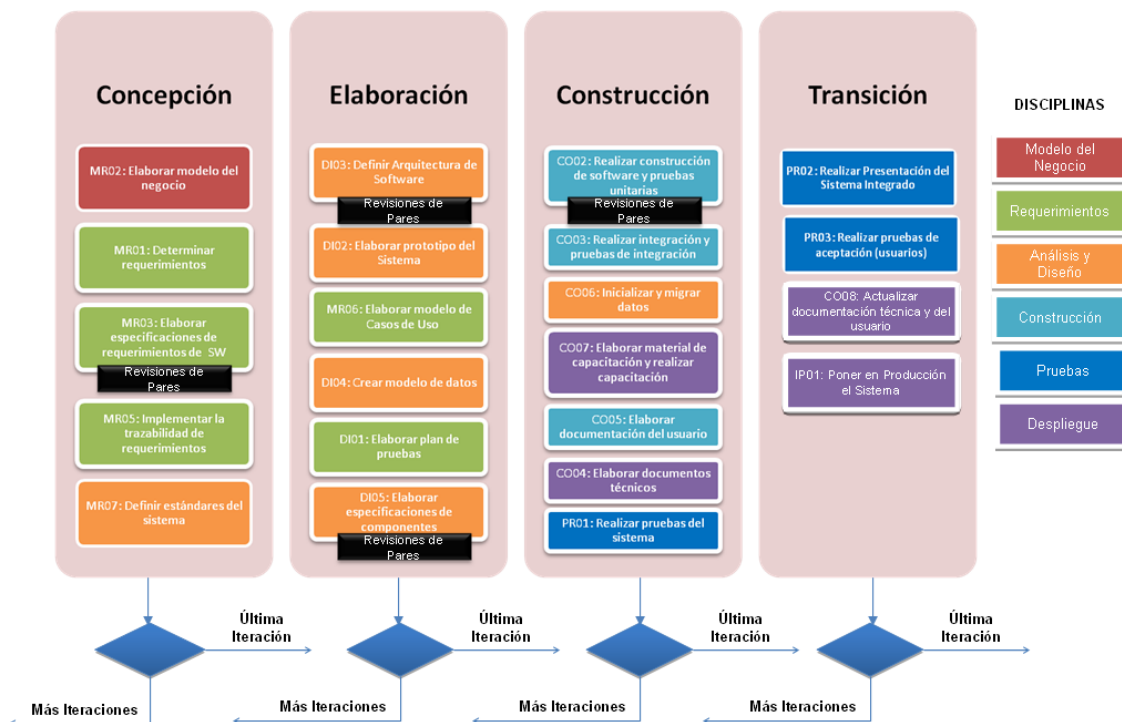 Concepción
MR02: Elaborar modelo del
negocio
MR01: Determinar
requerimientos
MR03: Elaborar
especificaciones de
requerimientos de SW
Revisiones de
Pares
MR05: Implementar la
trazabilidad de
requerimientos
MR07: Definir estándares del
sistema
Elaboración
DI03: Definir Arquitectura de
Software
Revisiones de
Pares
DI02: Elaborar prototipo del
Sistema
MR06: Elaborar modelo de
Casos de Uso
DI04: Crear modelo de datos
DI01: Elaborar plan de
pruebas
DI05: Elaborar
especificaciones de
componentes
Revisiones de
Pares
Construcción
CO02: Realizar construcción
de software y pruebas
unitarias
Revisiones de
Pares
CO03: Realizar integración y
pruebas de integración
CO06: Inicializar y migrar
datos
CO07: Elaborar material de
capacitación y realizar
capacitación
CO05: Elaborar
documentación del usuario
CO04: Elaborar documentos
técnicos
PR01: Realizar pruebas del
sistema
Transición
PR02: Realizar Presentación del
Sistema Integrado
PR03: Realizar pruebas de
aceptación (usuarios)
CO08: Actualizar
documentación técnica y del
usuario
IP01: Poner en Producción
el Sistema
DISCIPLINAS
Modelo del
Negocio
Requerimientos
Análisis y
Diseño
Construcción
Pruebas
Despliegue
Última
Iteración
Última
Iteración
Última
Iteración
Última
Iteración
Más Iteraciones
Más Iteraciones
Más Iteraciones
Más Iteraciones